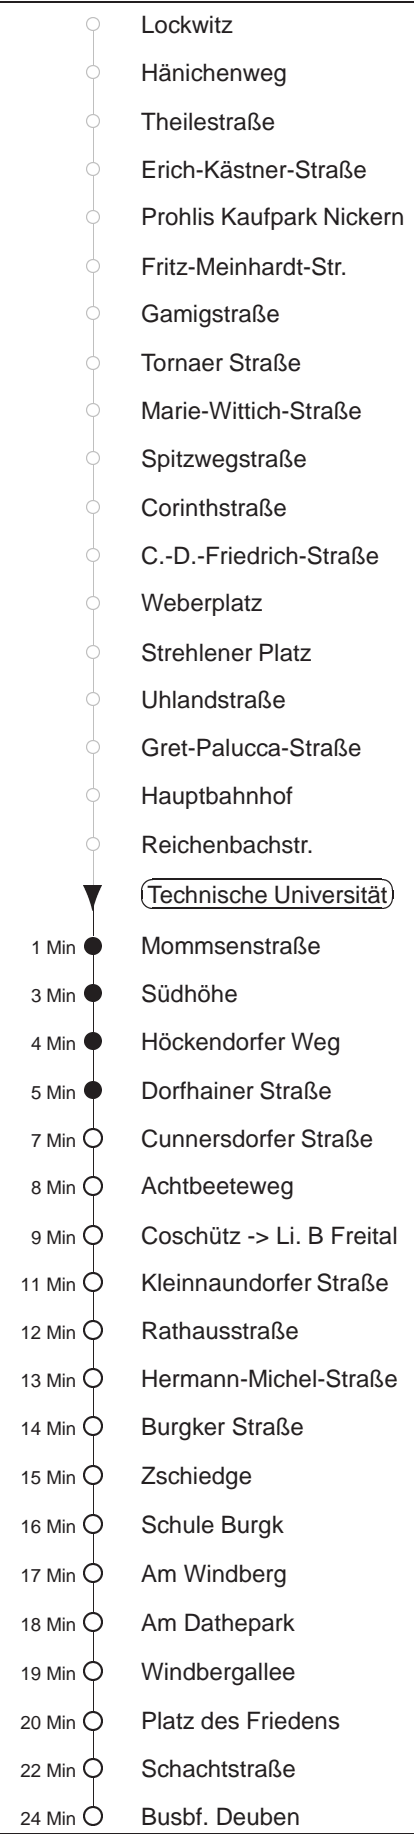 Lockwitz
Hänichenweg
Theilestraße
Erich-Kästner-Straße
Prohlis Kaufpark Nickern
Fritz-Meinhardt-Str.
Gamigstraße
Tornaer Straße
Marie-Wittich-Straße
Spitzwegstraße
Corinthstraße
C.-D.-Friedrich-Straße
Weberplatz
Strehlener Platz
Uhlandstraße
Gret-Palucca-Straße
Hauptbahnhof
Reichenbachstr.
Technische Universität
1 Min Mommsenstraße
3 Min Südhöhe
4 Min Höckendorfer Weg
5 Min Dorfhainer Straße
7 Min Cunnersdorfer Straße
8 Min Achtbeeteweg
9 Min Coschütz -> Li. B Freital
11 Min Kleinnaundorfer Straße
12 Min Rathausstraße
13 Min Hermann-Michel-Straße
14 Min Burgker Straße
15 Min Zschiedge
16 Min Schule Burgk
17 Min Am Windberg
18 Min Am Dathepark
19 Min Windbergallee
20 Min Platz des Friedens
22 Min Schachtstraße
24 Min Busbf. Deuben